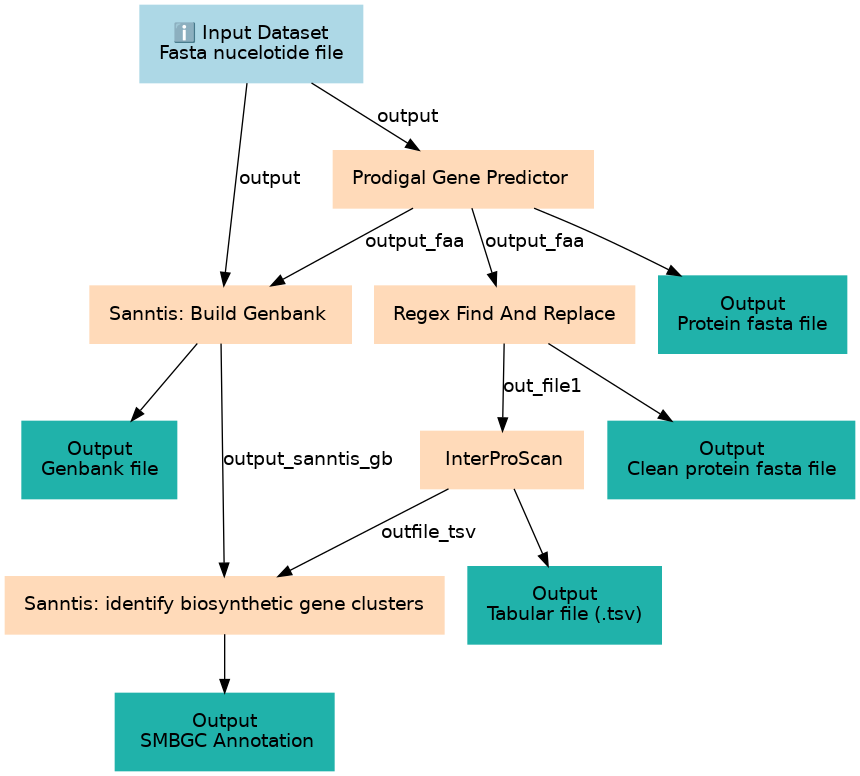 ℹ️ Input Dataset
Fasta nucelotide file
output
output
Prodigal Gene Predictor
output_faa
output_faa
Sanntis: Build Genbank
Regex Find And Replace
Output
Protein fasta file
out_file1
Output
Genbank file
output_sanntis_gb
InterProScan
Output
Clean protein fasta file
outfile_tsv
Sanntis: identify biosynthetic gene clusters
Output
Tabular file (.tsv)
Output
SMBGC Annotation